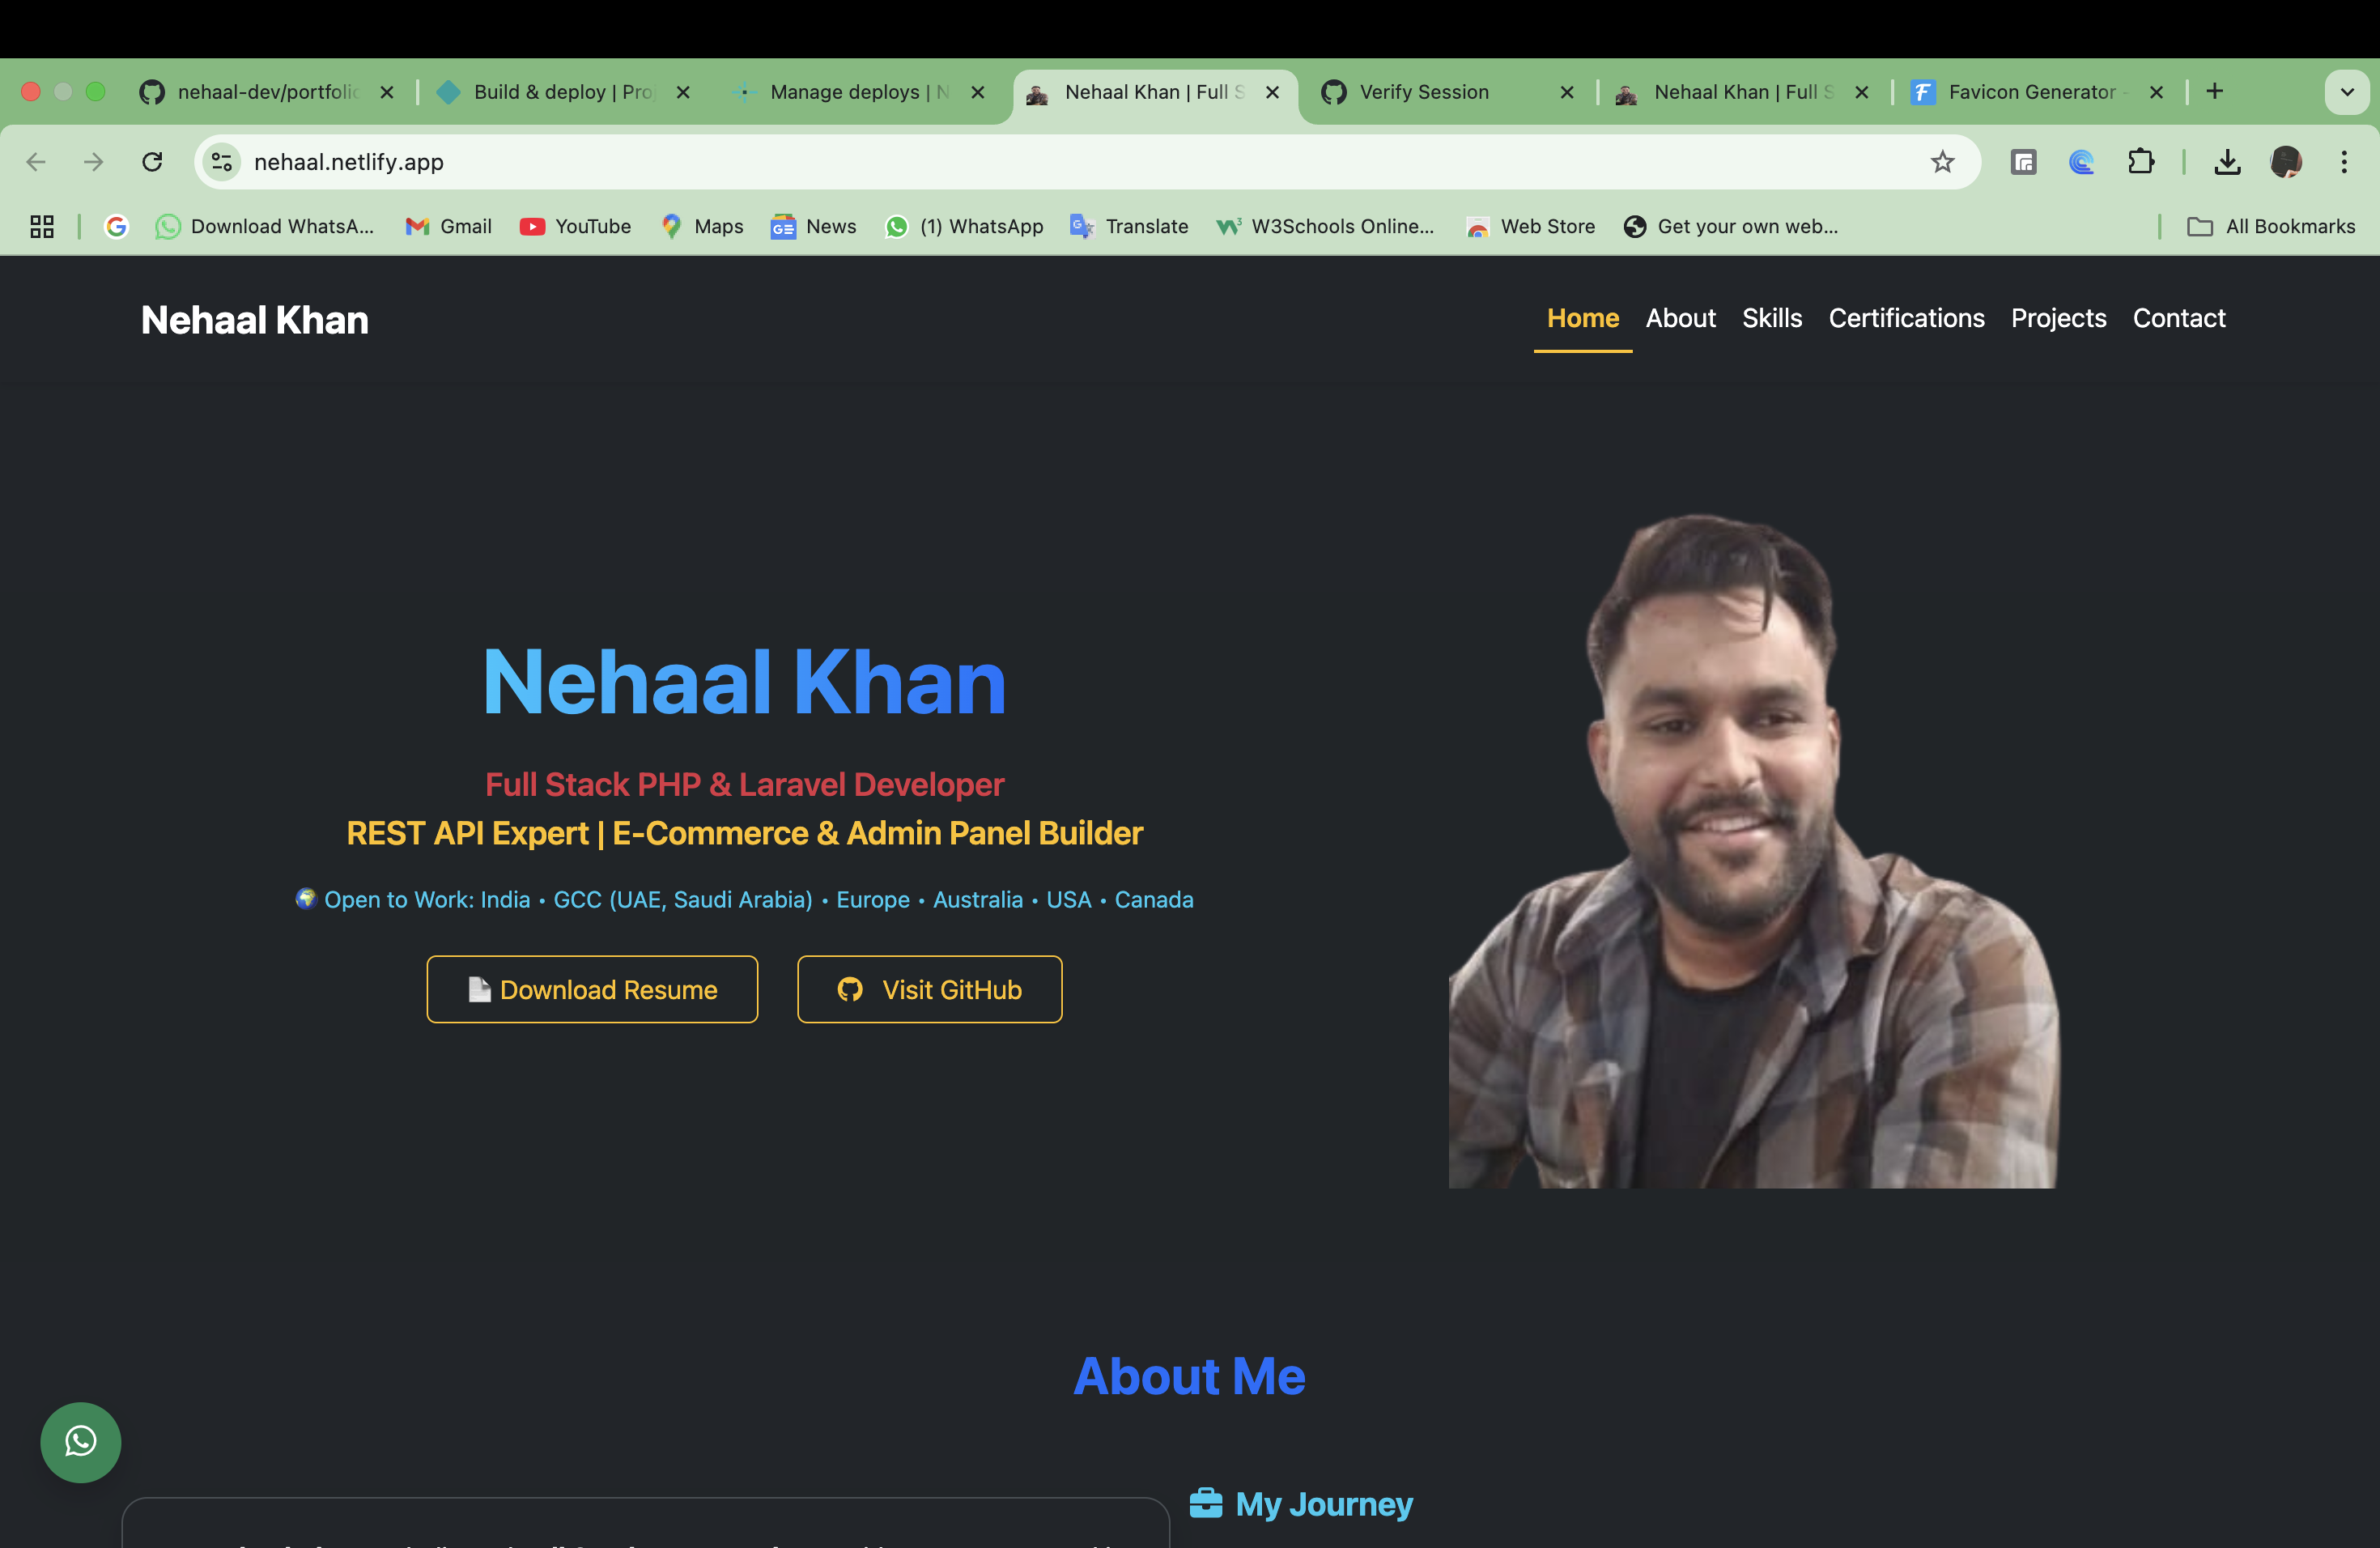 nehaal-dev/portfolio
Build & deploy | Pro
Manage deploys | N
Nehaal Khan | Full S
Verify Session
Nehaal Khan | Full S
Favicon Generator -
nehaal.netlify.app
Download WhatsA...
Gmail
YouTube
Maps
News
(1) WhatsApp
Translate
W3Schools Online...
Web Store
Get your own web...
All Bookmarks
Nehaal Khan
Home About Skills Certifications Projects Contact
Nehaal Khan
Full Stack PHP & Laravel Developer
REST API Expert | E-Commerce & Admin Panel Builder
🌍 Open to Work: India • GCC (UAE, Saudi Arabia) • Europe • Australia • USA • Canada
Download Resume
Visit GitHub
About Me
My Journey